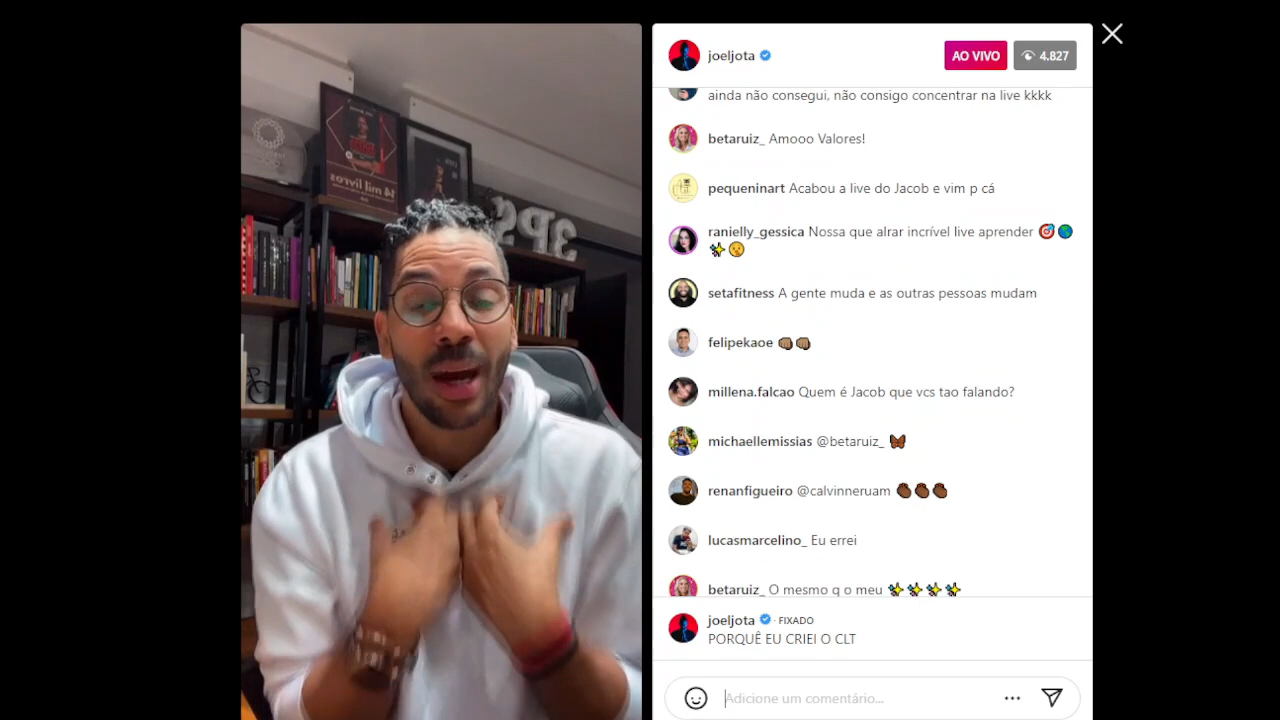 joeljota
AO VIVO
4.827
ainda não consegui, não consigo concentrar na live kkkk
betaruiz_ Amooo Valores!
pequeninart Acabou a live do Jacob e vim p cá
ranielly_gessica Nossa que alrar incrível live aprender 🎯🌎
✨😗
setafitness A gente muda e as outras pessoas mudam
felipekaoe 👊🏽👊🏽
millena.falcao Quem é Jacob que vcs tao falando?
michaellemissias @betaruiz_ 🦋
renanfigueiro @calvinneruam 👏🏾👏🏾👏🏾
lucasmarcelino_ Eu errei
betaruiz_ O mesmo q o meu ✨✨✨✨
joeljota · FIXADO
PORQUÊ EU CRIEI O CLT
Adicione um comentário...
14 mil livros
3PS